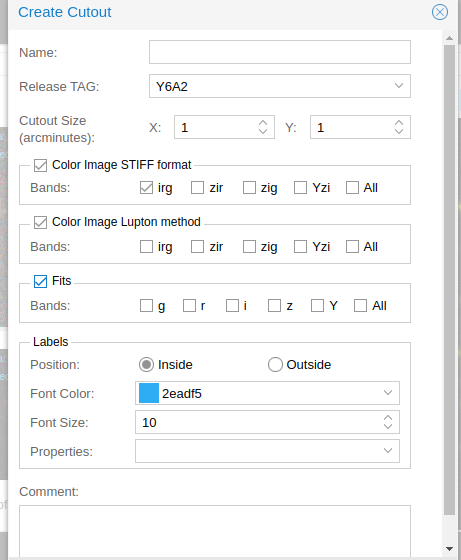 Create Cutout
Name:
Release TAG: Y6A2
Cutout Size (arcminutes): X: 1 Y: 1
Color Image STIFF format
Bands: irg zir zig Yzi All
Color Image Lupton method
Bands: irg zir zig Yzi All
Fits
Bands: g r i z Y All
Labels
Position: Inside Outside
Font Color: 2eadf5
Font Size: 10
Properties:
Comment: